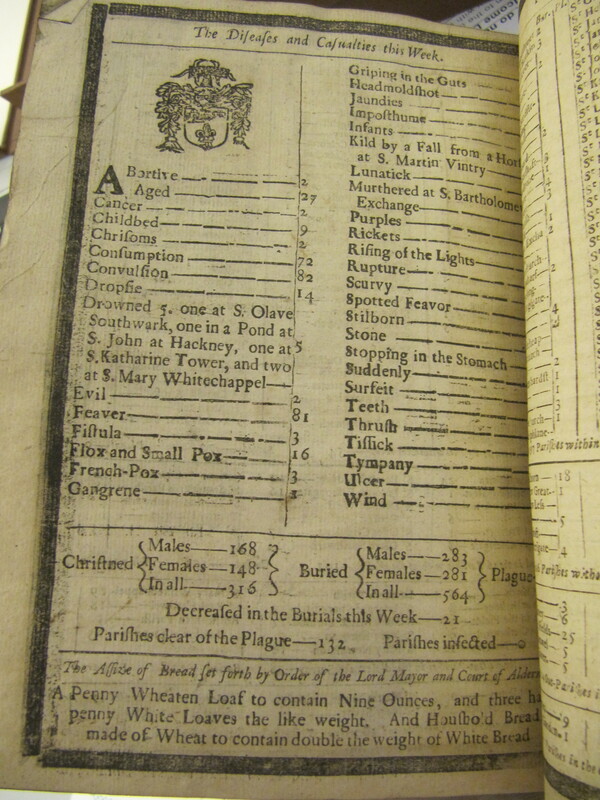 The Diſeaſes and Caſualties this Week.
ABortive — 2
Aged — 27
Cancer — 2
Childbed — 9
Chriſoms — 2
Conſumption — 72
Convulſion — 82
Dropſie — 14
Drowned 5. one at S. Olave
Southwark, one in a Pond at
S. John at Hackney, one at 5
S. Katharine Tower, and two
at S. Mary Whitechappel—
Evil — 2
Feaver — 81
Fiſtula — 3
Flox and Small Pox — 16
French-Pox — 3
Gangrene — 1
Griping in the Guts
Headmoldſhot
Jaundies
Impoſthume
Infants
Kild by a Fall from a
at S. Martin Vintry
Lunatick
Murthered at S. Bartholome
Exchange
Purples
Rickets
Riſing of the Lights
Rupture
Scurvy
Spotted Feavor
Stilborn
Stone
Stopping in the Stomach
Suddenly
Surfeit
Teeth
Thruſh
Tiſſick
Tympany
Ulcer
Wind
Chriſtned { Males — 168 Females — 148 In all — 316 }
Buried { Males — 283 Females — 281 In all — 564 } Plague
Decreaſed in the Burials this Week — 21
Pariſhes clear of the Plague — 132 Pariſhes infected — 0
The Aſſize of Bread ſet forth by Order of the Lord Mayor and Court of Alder
A Penny Wheaten Loaf to contain Nine Ounces, and three
penny White Loaves the like weight. And Houſhold Bread
made of Wheat to contain double the weight of White Bread